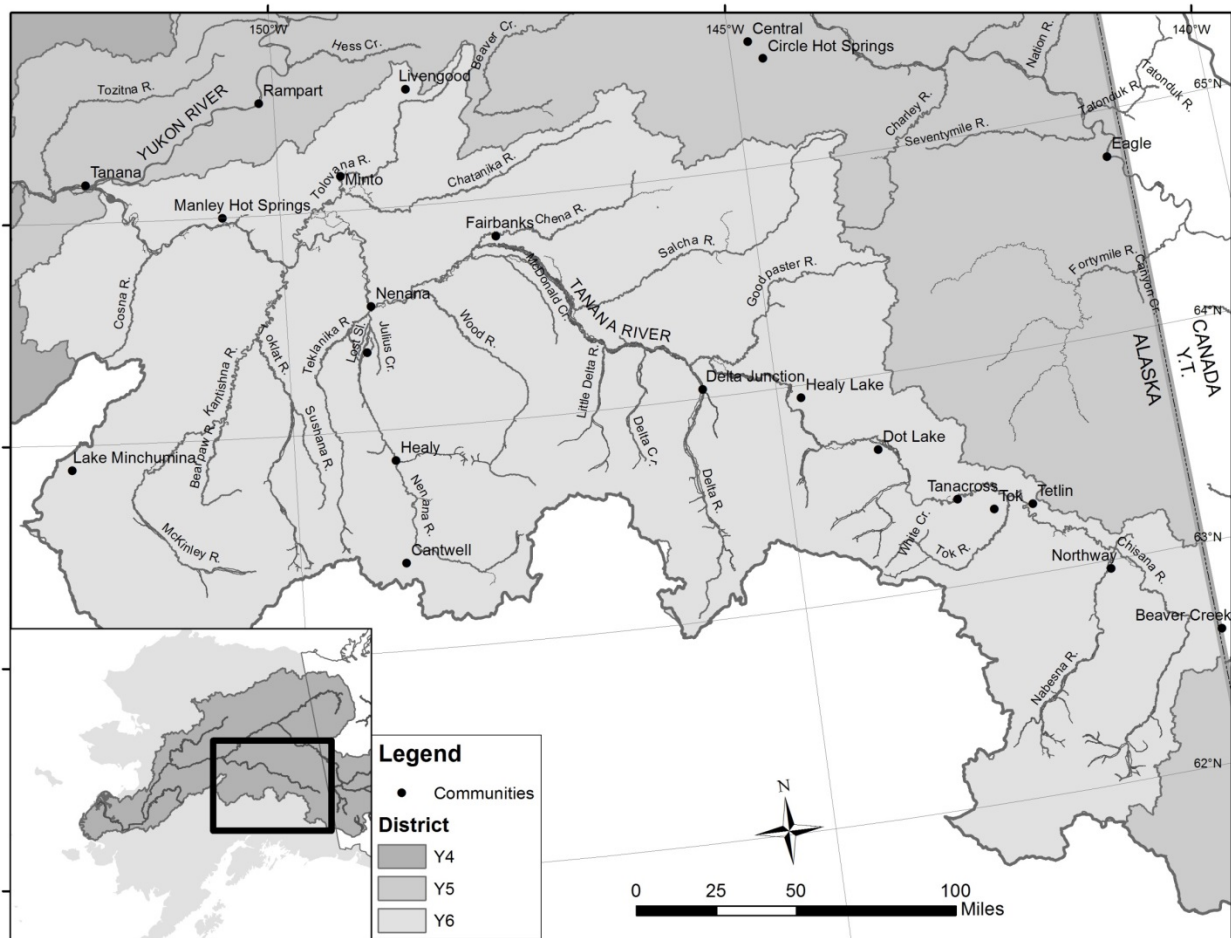 150°W
145°W
140°W
Central
Circle Hot Springs
Hess Cr.
Beaver Cr.
Nation R.
Tatonduk R.
Tatonduk R.
65°N
Livengood
Tozitna R.
Rampart
YUKON RIVER
Charley R.
Seventymile R.
Eagle
Tanana
Tolovana R.
Minto
Chatanika R.
Manley Hot Springs
Fairbanks
Chena R.
Salcha R.
Goodpaster R.
Fortymile R.
Canyon Cr.
Cosna R.
McDonald Cr.
TANANA RIVER
64°N
Nenana
Wood R.
Teklanika R.
Lost Sl.
Julius Cr.
ALASKA
CANADA
Y.T.
Kantishna R.
oklat R.
Little Delta R.
Delta Junction
Healy Lake
Bearpaw R.
Sushana R.
Delta Cr.
Dot Lake
Lake Minchumina
Healy
Delta R.
Tanacross
Tok
Tetlin
Nenana R.
White Cr.
63°N
McKinley R.
Cantwell
Tok R.
Northway
Chisana R.
Beaver Creek
Nabesna R.
62°N
Legend
Communities
District
Y4
Y5
Y6
N
0 25 50 100
Miles